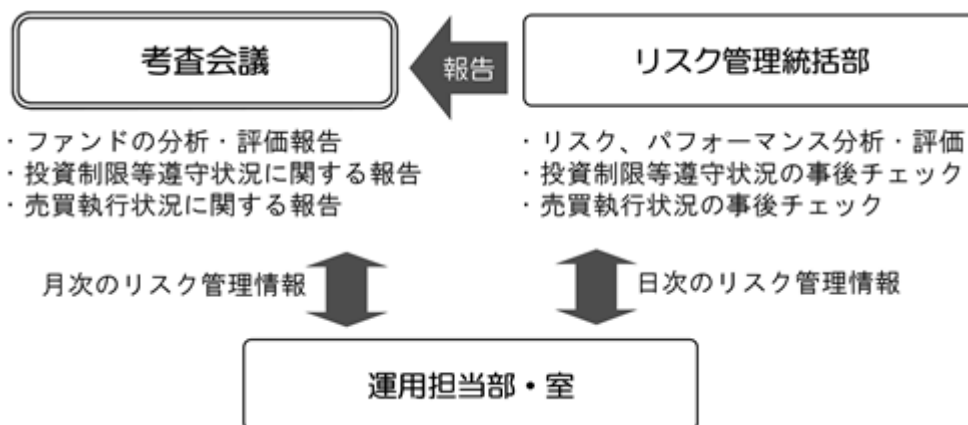 考査会議
報告
リスク管理統括部
・ファンドの分析・評価報告
・投資制限等遵守状況に関する報告
・売買執行状況に関する報告
・リスク、パフォーマンス分析・評価
・投資制限等遵守状況の事後チェック
・売買執行状況の事後チェック
月次のリスク管理情報
日次のリスク管理情報
運用担当部・室